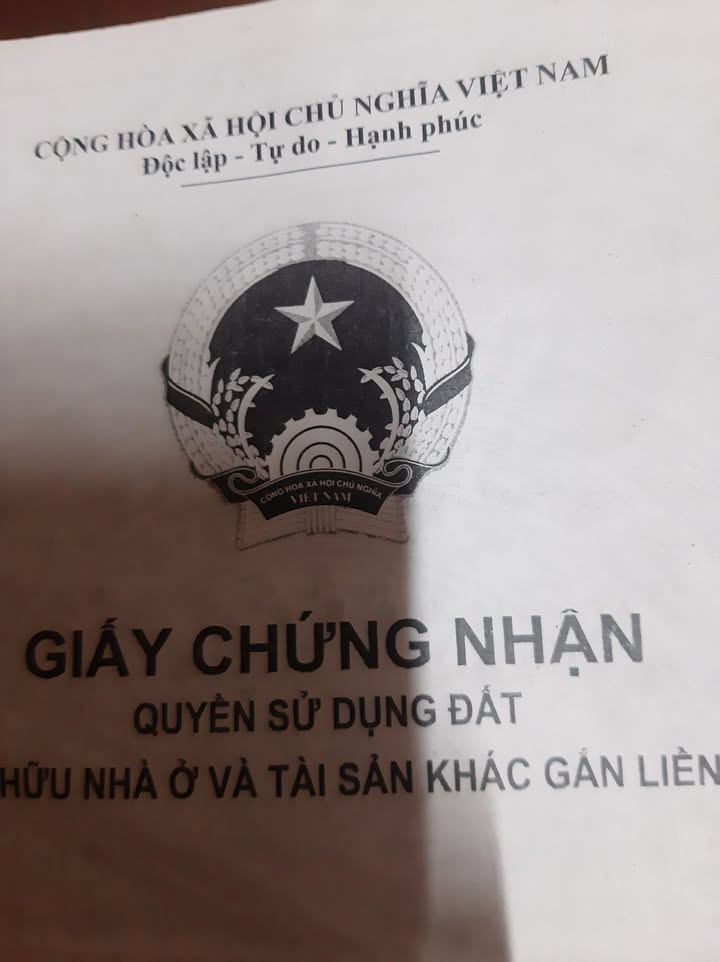 CỘNG HÒA XÃ HỘI CHỦ NGHĨA VIỆT NAM
Độc lập - Tự do - Hạnh phúc
CỘNG HOA XÃ HỘI CHỦ NGHĨA
VIỆT NAM
GIẤY CHỨNG NHẬN
QUYỀN SỬ DỤNG ĐẤT
HỮU NHÀ Ở VÀ TÀI SẢN KHÁC GẮN LIỀN